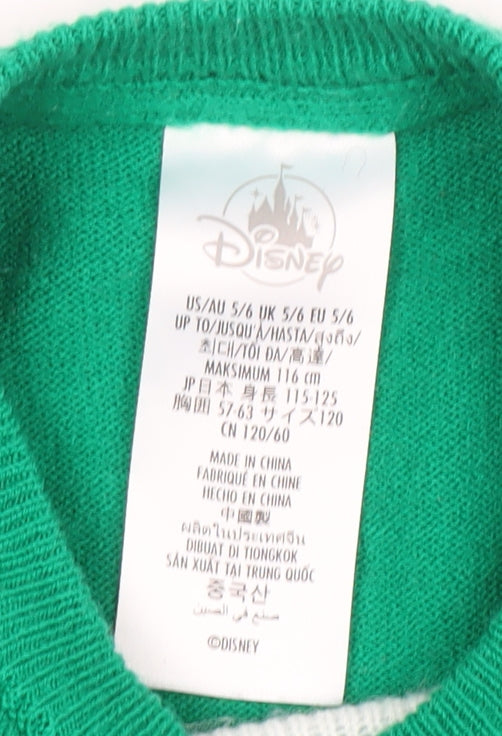 Disney
US/AU 5/6 UK 5/6 EU 5/6
UP TO/JUSQU'À/HASTA/สูงถึง/
최대/TỐI DA/高達/
MAKSIMUM 116 cm
JP日本 身長 115-125
胸囲 57-63 サイズ120
CN 120/60
MADE IN CHINA
FABRIQUÉ EN CHINE
HECHO EN CHINA
中國製
ผลิตในประเทศจีน
DIBUAT DI TIONGKOK
SẢN XUẤT TẠI TRUNG QUỐC
중국산
صنع في الصين
©DISNEY